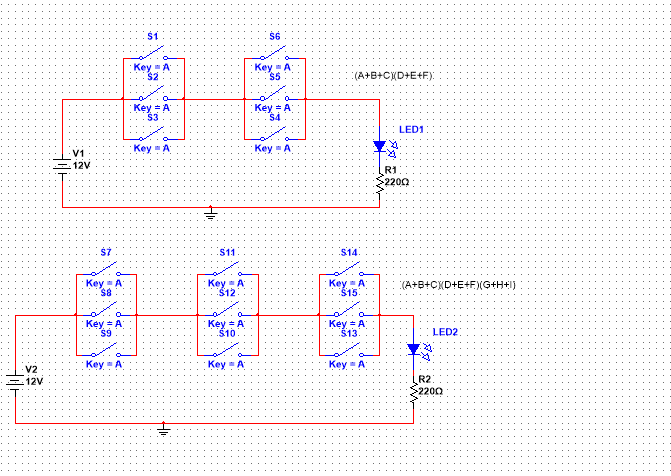 S1 S6
Key = A Key = A
(A+B+C)(D+E+F)
S2 S5
Key = A Key = A
S3 S4
Key = A Key = A
LED1
V1
12V
R1
220Ω
S7 S11 S14
Key = A Key = A Key = A
(A+B+C)(D+E+F)(G+H+I)
S8 S12 S15
Key = A Key = A Key = A
S9 S10 S13
Key = A Key = A Key = A
LED2
V2
12V
R2
220Ω